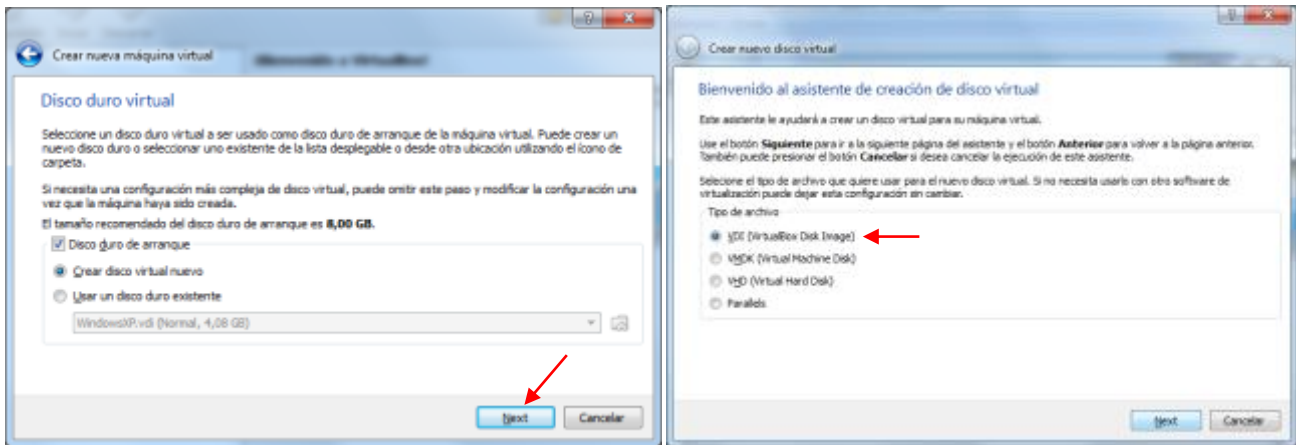 Crear nueva máquina virtual
Disco duro virtual
Seleccione un disco duro virtual a ser usado como disco duro de arranque de la máquina virtual. Puede crear un
nuevo disco duro o seleccionar uno existente de la lista desplegable o desde otra ubicación utilizando el ícono de
carpeta.
Si necesita una configuración más compleja de disco virtual, puede omitir este paso y modificar la configuración una
vez que la máquina haya sido creada.
El tamaño recomendado del disco duro de arranque es 8,00 GB.
Disco duro de arranque
Crear disco virtual nuevo
Usar un disco duro existente
WindowsXP.vdi (Normal, 4,08 GB)
Next
Cancelar
Crear nuevo disco virtual
Bienvenido al asistente de creación de disco virtual
Este asistente le ayudará a crear un disco virtual para su máquina virtual.
Use el botón Siguiente para ir a la siguiente página del asistente y el botón Anterior para volver a la página anterior.
También puede presionar el botón Cancelar si desea cancelar la ejecución de este asistente.
Seleccione el tipo de archivo que quiere usar para el nuevo disco virtual. Si no necesita usarlo con otro software de
virtualización puede dejar esta configuración sin cambiar.
Tipo de archivo
VDI (VirtualBox Disk Image)
VMDK (Virtual Machine Disk)
VHD (Virtual Hard Disk)
Parallels
Next
Cancelar